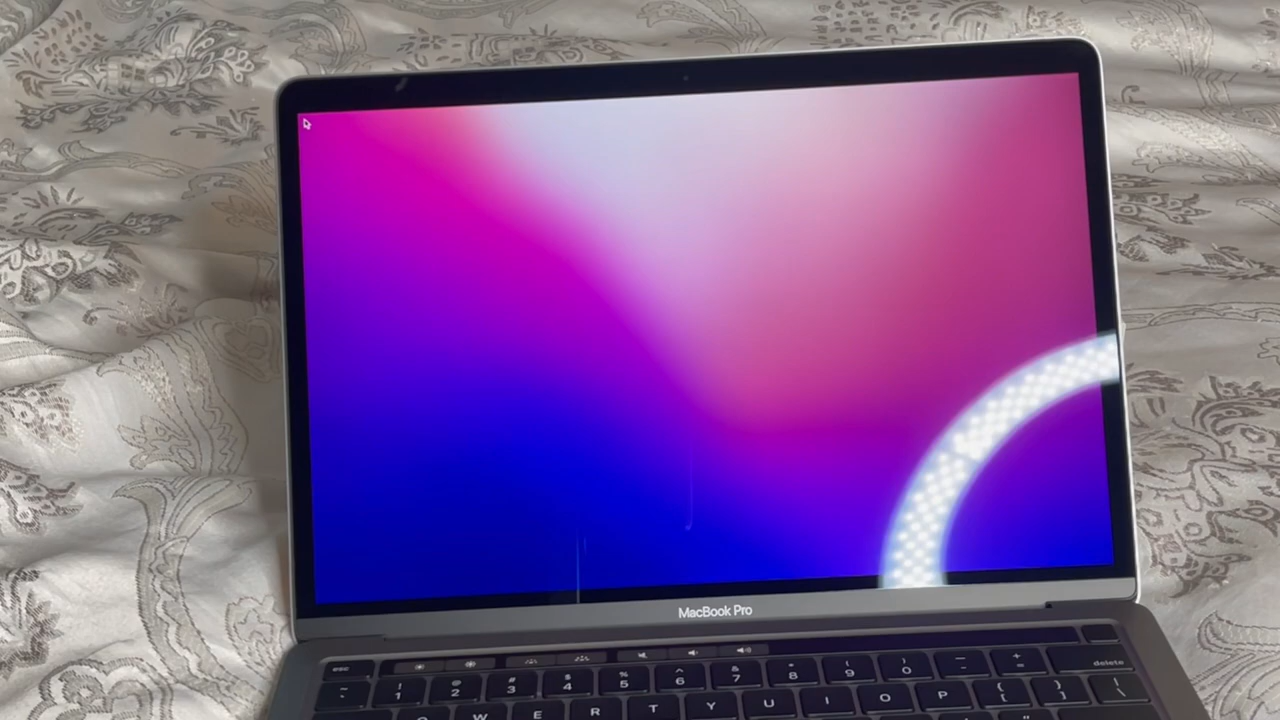 MacBook Pro
esc
~ ! @ # $ % ^ & * ( ) _ +
1 2 3 4 5 6 7 8 9 0 delete
W E R T Y U I O P { } | \